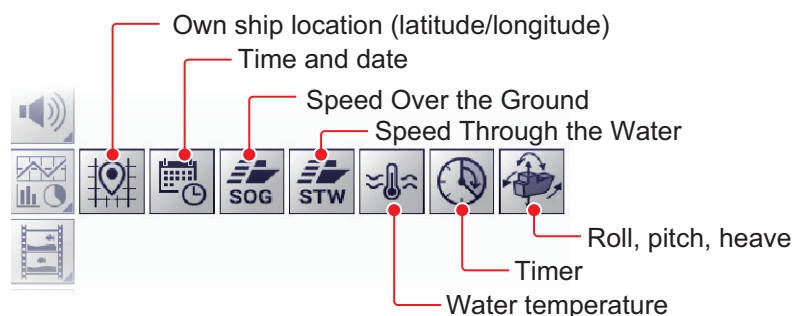 Own ship location (latitude/longitude)
Time and date
Speed Over the Ground
Speed Through the Water
SOG
STW
Roll, pitch, heave
Timer
Water temperature